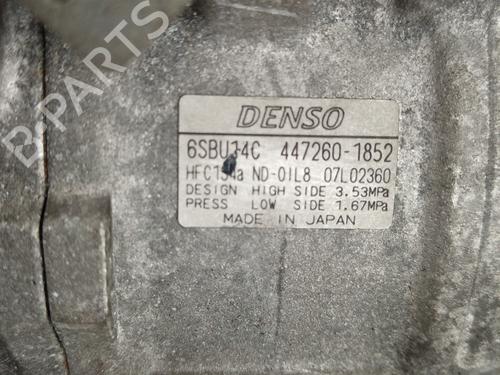 DENSO
6SBU14C 447260-1852
HFC134a ND-OIL8 07L02360
DESIGN HIGH SIDE 3.53MPa
PRESS LOW SIDE 1.67MPa
MADE IN JAPAN
B-PARTS